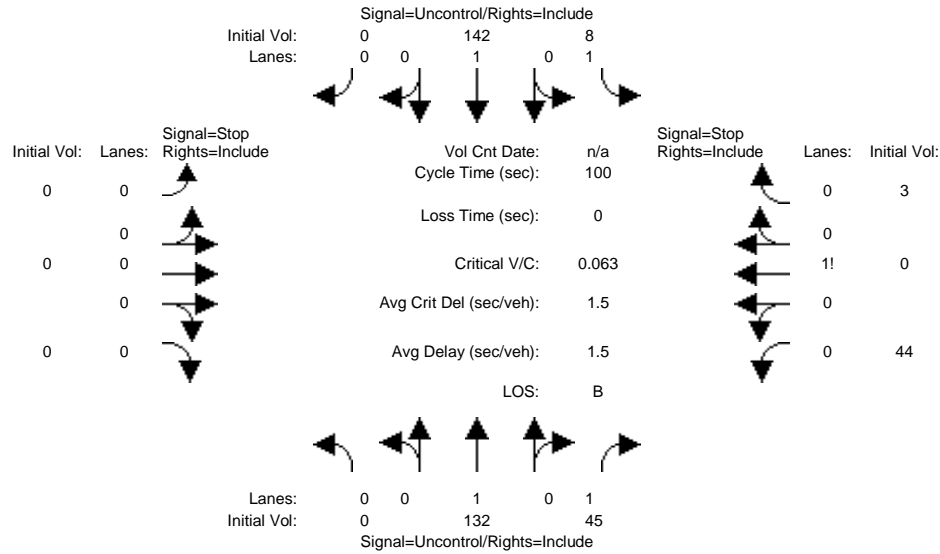 Signal=Uncontrol/Rights=Include
Initial Vol: 0 142 8
Lanes: 0 0 1 0 1
Signal=Stop Signal=Stop
Initial Vol: Lanes: Rights=Include Vol Cnt Date: n/a Rights=Include Lanes: Initial Vol:
Cycle Time (sec): 100
0 0 0 3
Loss Time (sec): 0
0 0
0 0 Critical V/C: 0.063 1! 0
0 Avg Crit Del (sec/veh): 1.5 0
0 0 Avg Delay (sec/veh): 1.5 0 44
LOS: B
Lanes: 0 0 1 0 1
Initial Vol: 0 132 45
Signal=Uncontrol/Rights=Include